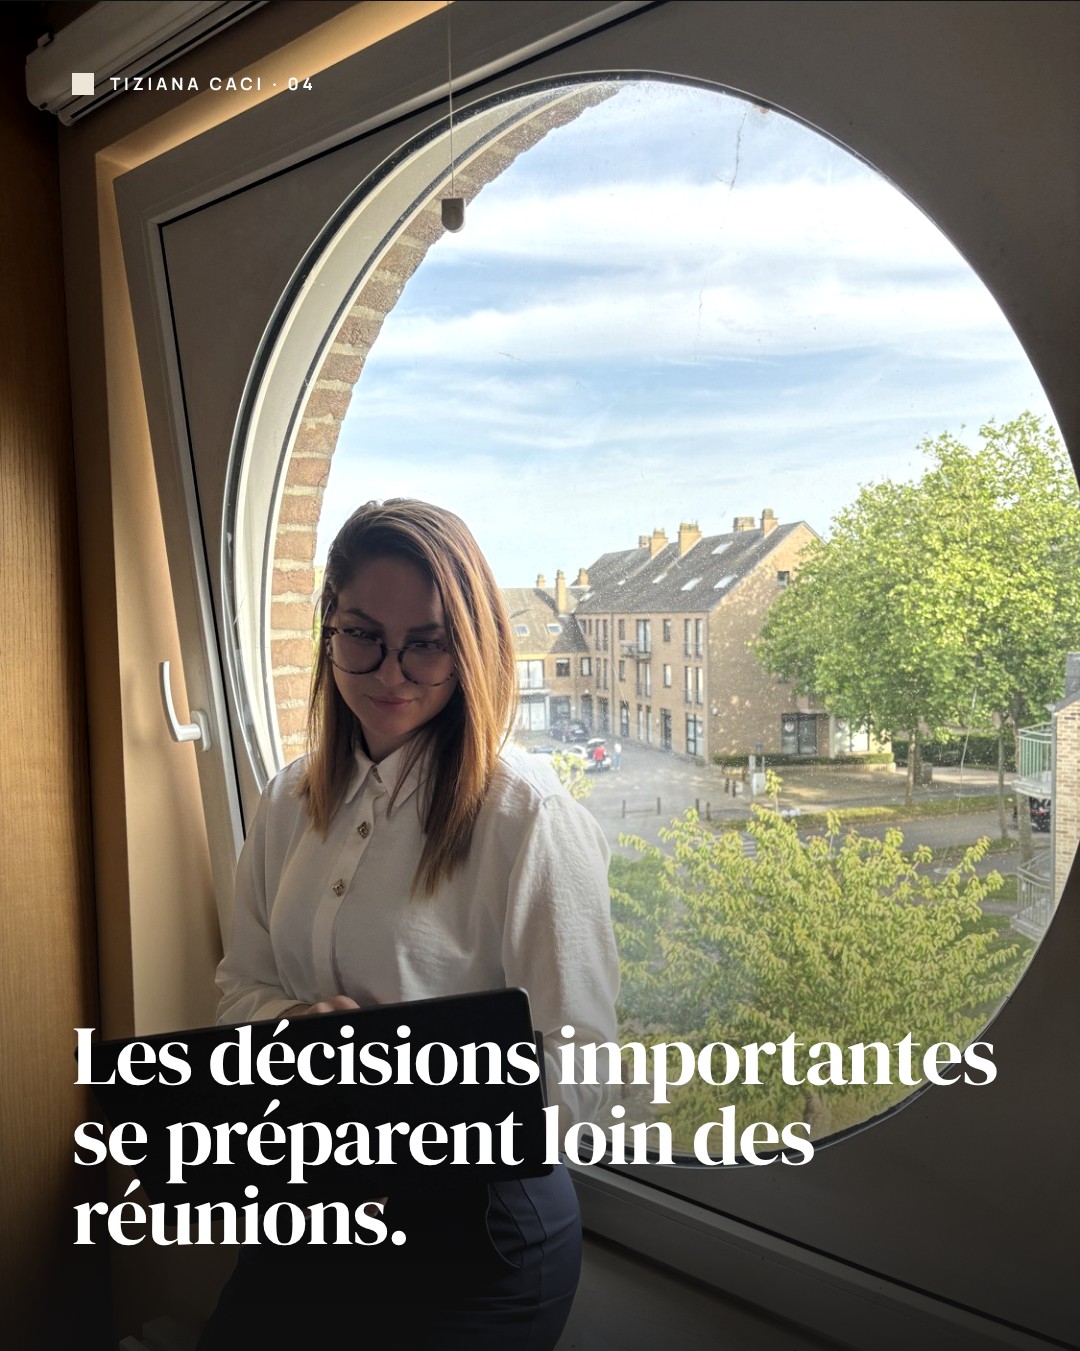 TIZIANA CACI · 04
Les décisions importantes
se préparent loin des
réunions.